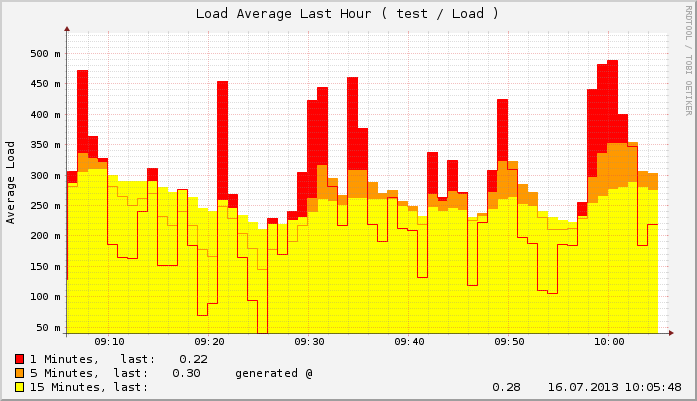 Load Average Last Hour ( test / Load )
RRDTOOL / TOBI OETIKER
Average Load
500 m
450 m
400 m
350 m
300 m
250 m
200 m
150 m
100 m
50 m
09:10 09:20 09:30 09:40 09:50 10:00
1 Minutes, last: 0.22
5 Minutes, last: 0.30 generated @
15 Minutes, last: 0.28 16.07.2013 10:05:48